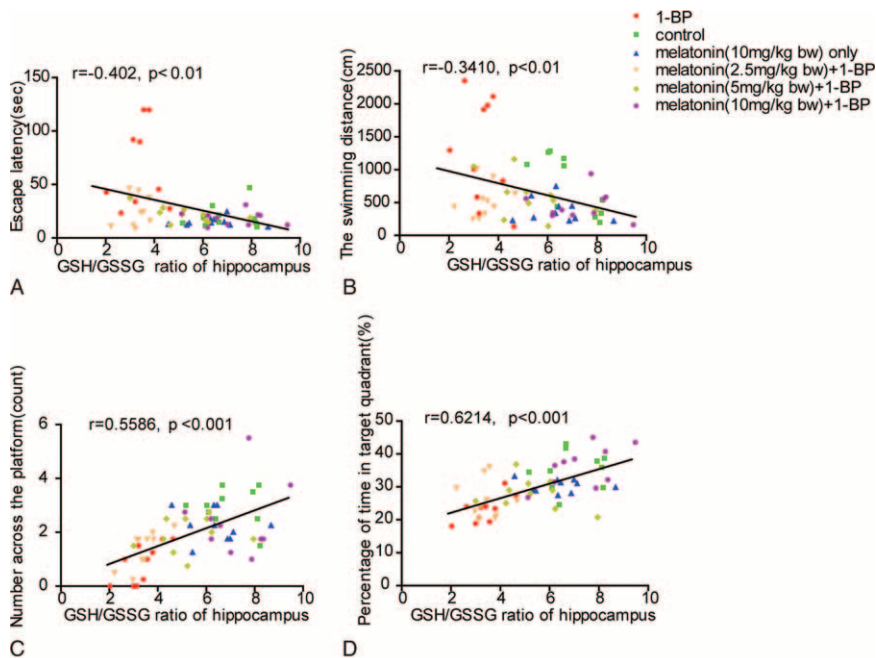 1-BP
control
melatonin(10mg/kg bw) only
melatonin(2.5mg/kg bw)+1-BP
melatonin(5mg/kg bw)+1-BP
melatonin(10mg/kg bw)+1-BP
r=-0.402, p<0.01
Escape latency(sec)
150
100
50
0
0 2 4 6 8 10
GSH/GSSG ratio of hippocampus
A
r=-0.3410, p<0.01
The swimming distance(cm)
2500
2000
1500
1000
500
0
0 2 4 6 8 10
GSH/GSSG ratio of hippocampus
B
r=0.5586, p<0.001
Number across the platform(count)
6
4
2
0
0 2 4 6 8 10
GSH/GSSG ratio of hippocampus
C
r=0.6214, p<0.001
Percentage of time in target quadrant(%)
50
40
30
20
10
0
0 2 4 6 8 10
GSH/GSSG ratio of hippocampus
D